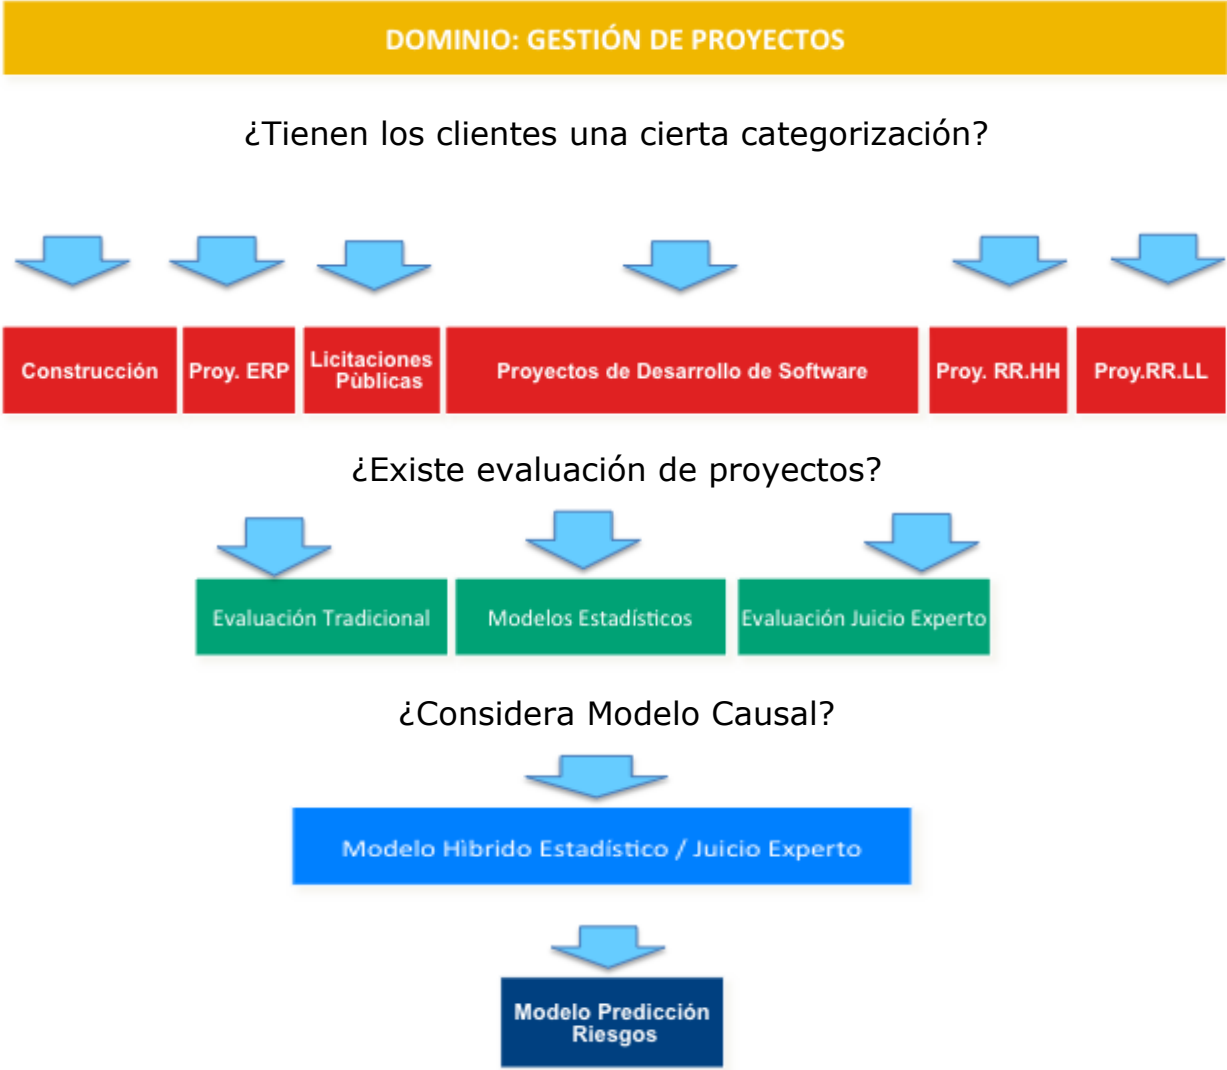 DOMINIO: GESTIÓN DE PROYECTOS
¿Tienen los clientes una cierta categorización?
Construcción
Proy. ERP
Licitaciones
Pùblicas
Proyectos de Desarrollo de Software
Proy. RR.HH
Proy.RR.LL
¿Existe evaluación de proyectos?
Evaluación Tradicional
Modelos Estadísticos
Evaluación Juicio Experto
¿Considera Modelo Causal?
Modelo Hìbrido Estadístico / Juicio Experto
Modelo Predicción
Riesgos